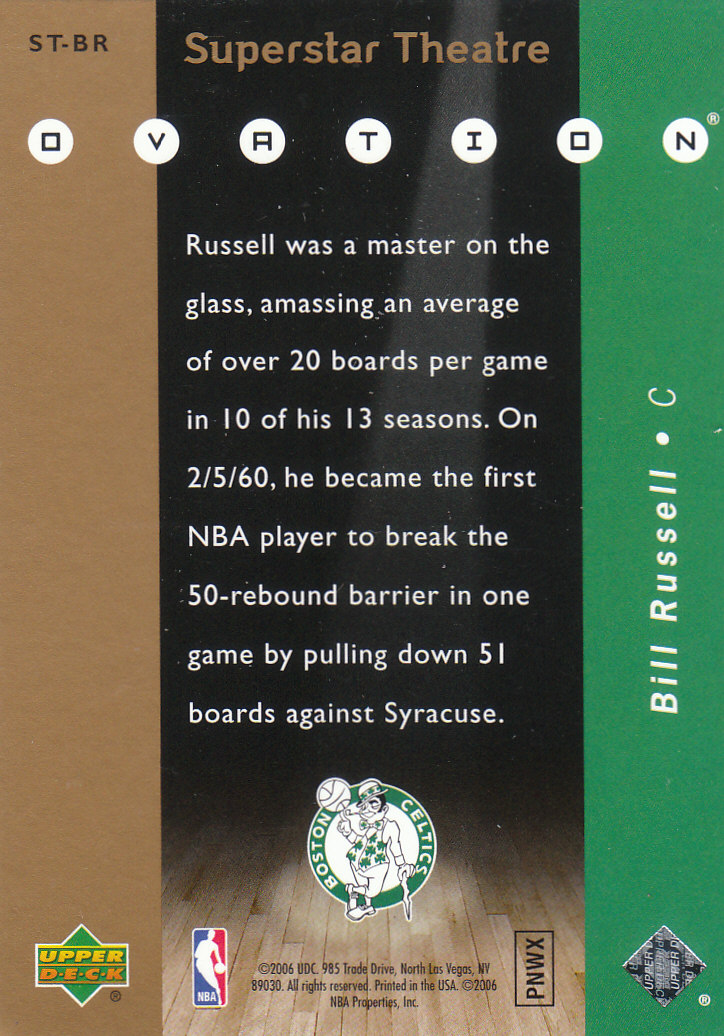 ST-BR
Superstar Theatre
OVATION®
Russell was a master on the
glass, amassing an average
of over 20 boards per game
in 10 of his 13 seasons. On
2/5/60, he became the first
NBA player to break the
50-rebound barrier in one
game by pulling down 51
boards against Syracuse.
Bill Russell • C
BOSTON CELTICS
UPPER
D·E·C·K
®
NBA
©2006 UDC. 985 Trade Drive, North Las Vegas, NV
89030. All rights reserved. Printed in the USA. ©2006
NBA Properties, Inc.
PNWX
UPPER D
UPPER D
®